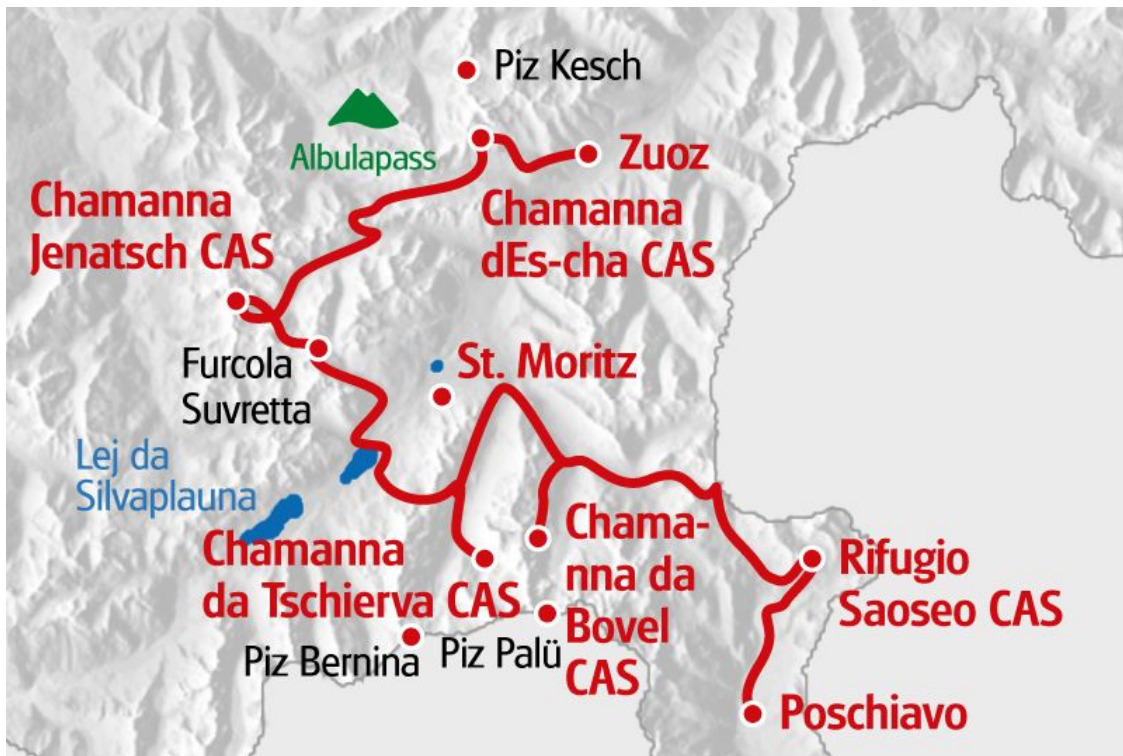 Piz Kesch
Albulapass
Zuoz
Chamanna
Jenatsch CAS
Chamanna
dEs-cha CAS
Furcola
Suvretta
St. Moritz
Lej da
Silvaplauna
Chamanna
da Tschierva CAS
Chama-
nna da
Bovel
CAS
Rifugio
Saoseo CAS
Piz Bernina
Piz Palü
Poschiavo